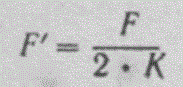 F' = F / (2 · K)